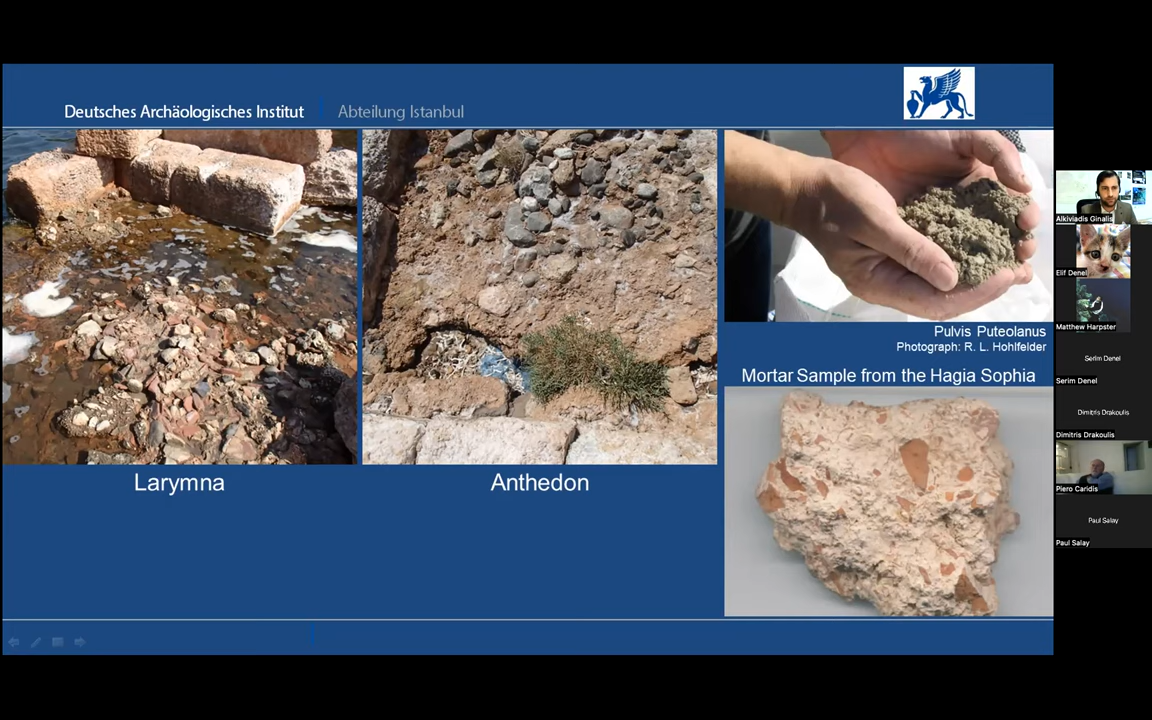 Deutsches Archäologisches Institut
Abteilung Istanbul
Pulvis Puteolanus
Photograph: R. L. Hohlfelder
Mortar Sample from the Hagia Sophia
Larymna
Anthedon
Alkiviadis Ginalis
Elif Denel
Matthew Harpster
Serim Denel
Serim Denel
Dimitris Drakoulis
Dimitris Drakoulis
Piero Caridis
Paul Salay
Paul Salay